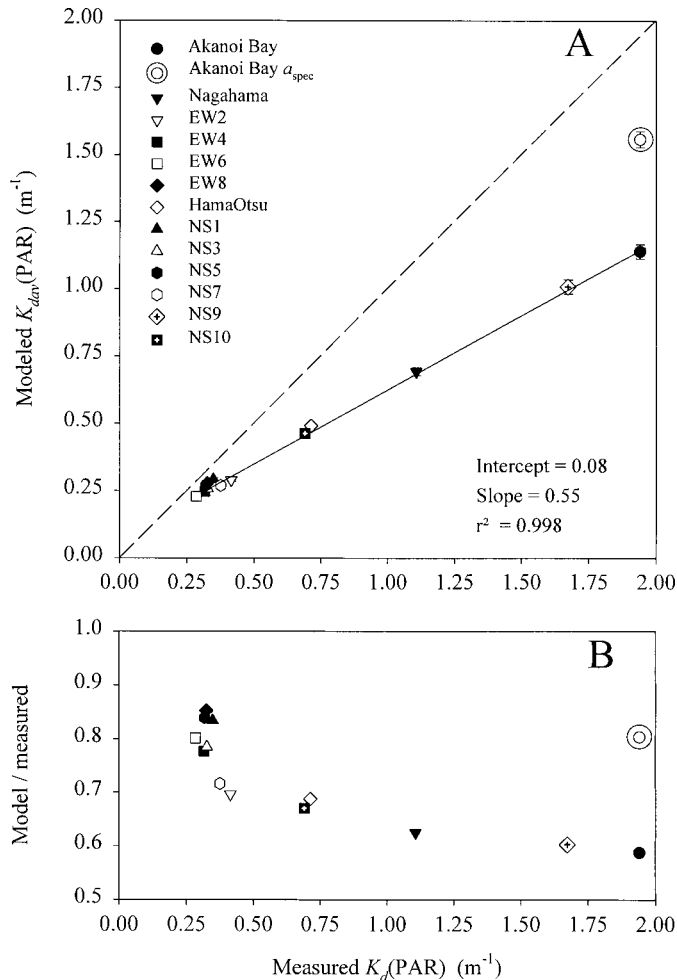 A
2.00
1.75
1.50
1.25
1.00
0.75
0.50
0.25
0.00
Modeled K_dav(PAR) (m⁻¹)
Akanoi Bay
Akanoi Bay a_spec
Nagahama
EW2
EW4
EW6
EW8
HamaOtsu
NS1
NS3
NS5
NS7
NS9
NS10
Intercept = 0.08
Slope = 0.55
r² = 0.998
0.00 0.25 0.50 0.75 1.00 1.25 1.50 1.75 2.00
B
1.0
0.9
0.8
0.7
0.6
0.5
Model / measured
0.00 0.25 0.50 0.75 1.00 1.25 1.50 1.75 2.00
Measured K_d(PAR) (m⁻¹)